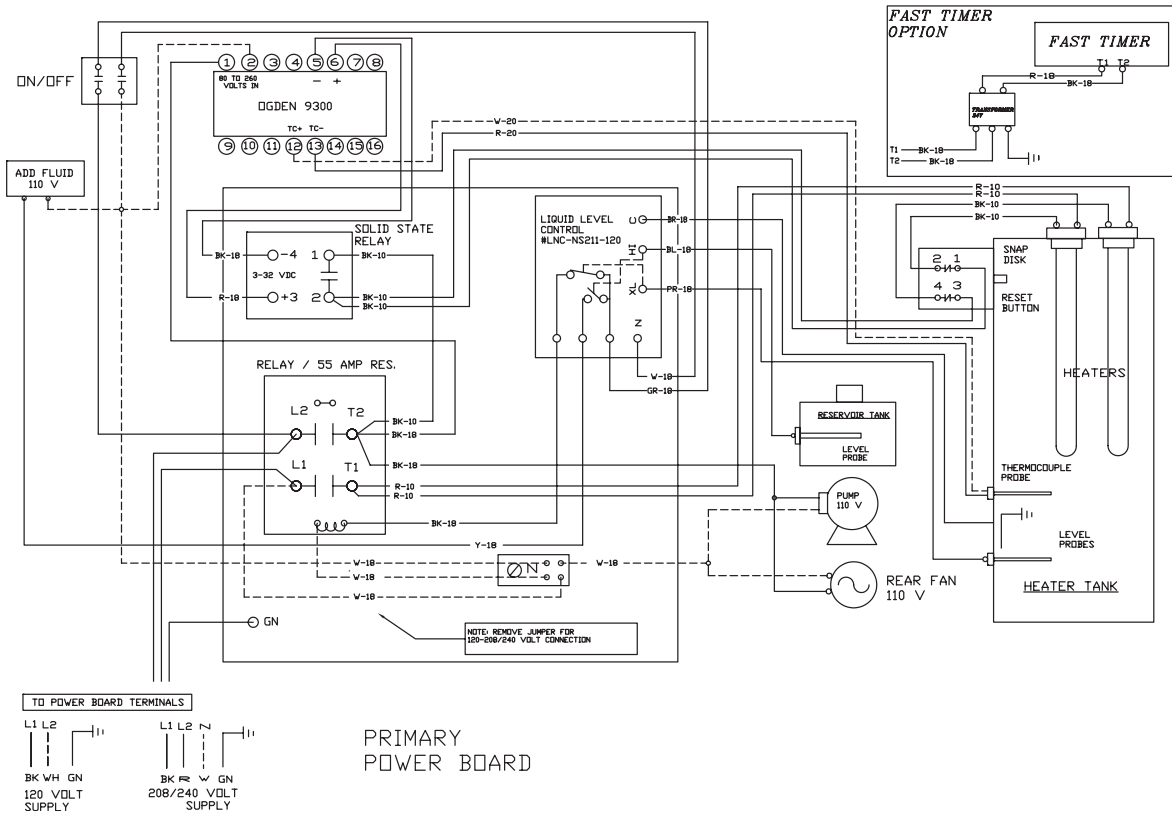 FAST TIMER
OPTION
FAST TIMER
T1 T2
R-18
BK-18
TRANSFORMER
24V
T1 BK-18
T2 BK-18
ON/OFF
1 2 3 4 5 6 7 8
80 TO 260
VOLTS IN
- +
OGDEN 9300
TC+ TC-
9 10 11 12 13 14 15 16
W-20
R-20
ADD FLUID
110 V
SOLID STATE
RELAY
BK-18
-4
1
BK-10
3-32 VDC
R-18
+3
2
BK-10
BK-10
LIQUID LEVEL
CONTROL
#LNC-NS211-120
C
BR-18
HI
BL-18
XL
PR-18
Z
W-18
GR-18
R-10
R-10
BK-10
BK-10
SNAP
DISK
2 1
4 3
RESET
BUTTON
HEATERS
RELAY / 55 AMP RES.
L2
T2
BK-10
BK-18
L1
T1
BK-18
R-10
R-10
BK-18
Y-18
W-18
W-18
W-18
N
W-18
RESERVOIR TANK
LEVEL
PROBE
PUMP
110 V
REAR FAN
110 V
THERMOCOUPLE
PROBE
LEVEL
PROBES
HEATER TANK
GN
NOTE: REMOVE JUMPER FOR
120-208/240 VOLT CONNECTION
TO POWER BOARD TERMINALS
L1 L2
BK WH GN
120 VOLT
SUPPLY
L1 L2 N
BK R W GN
208/240 VOLT
SUPPLY
PRIMARY
POWER BOARD